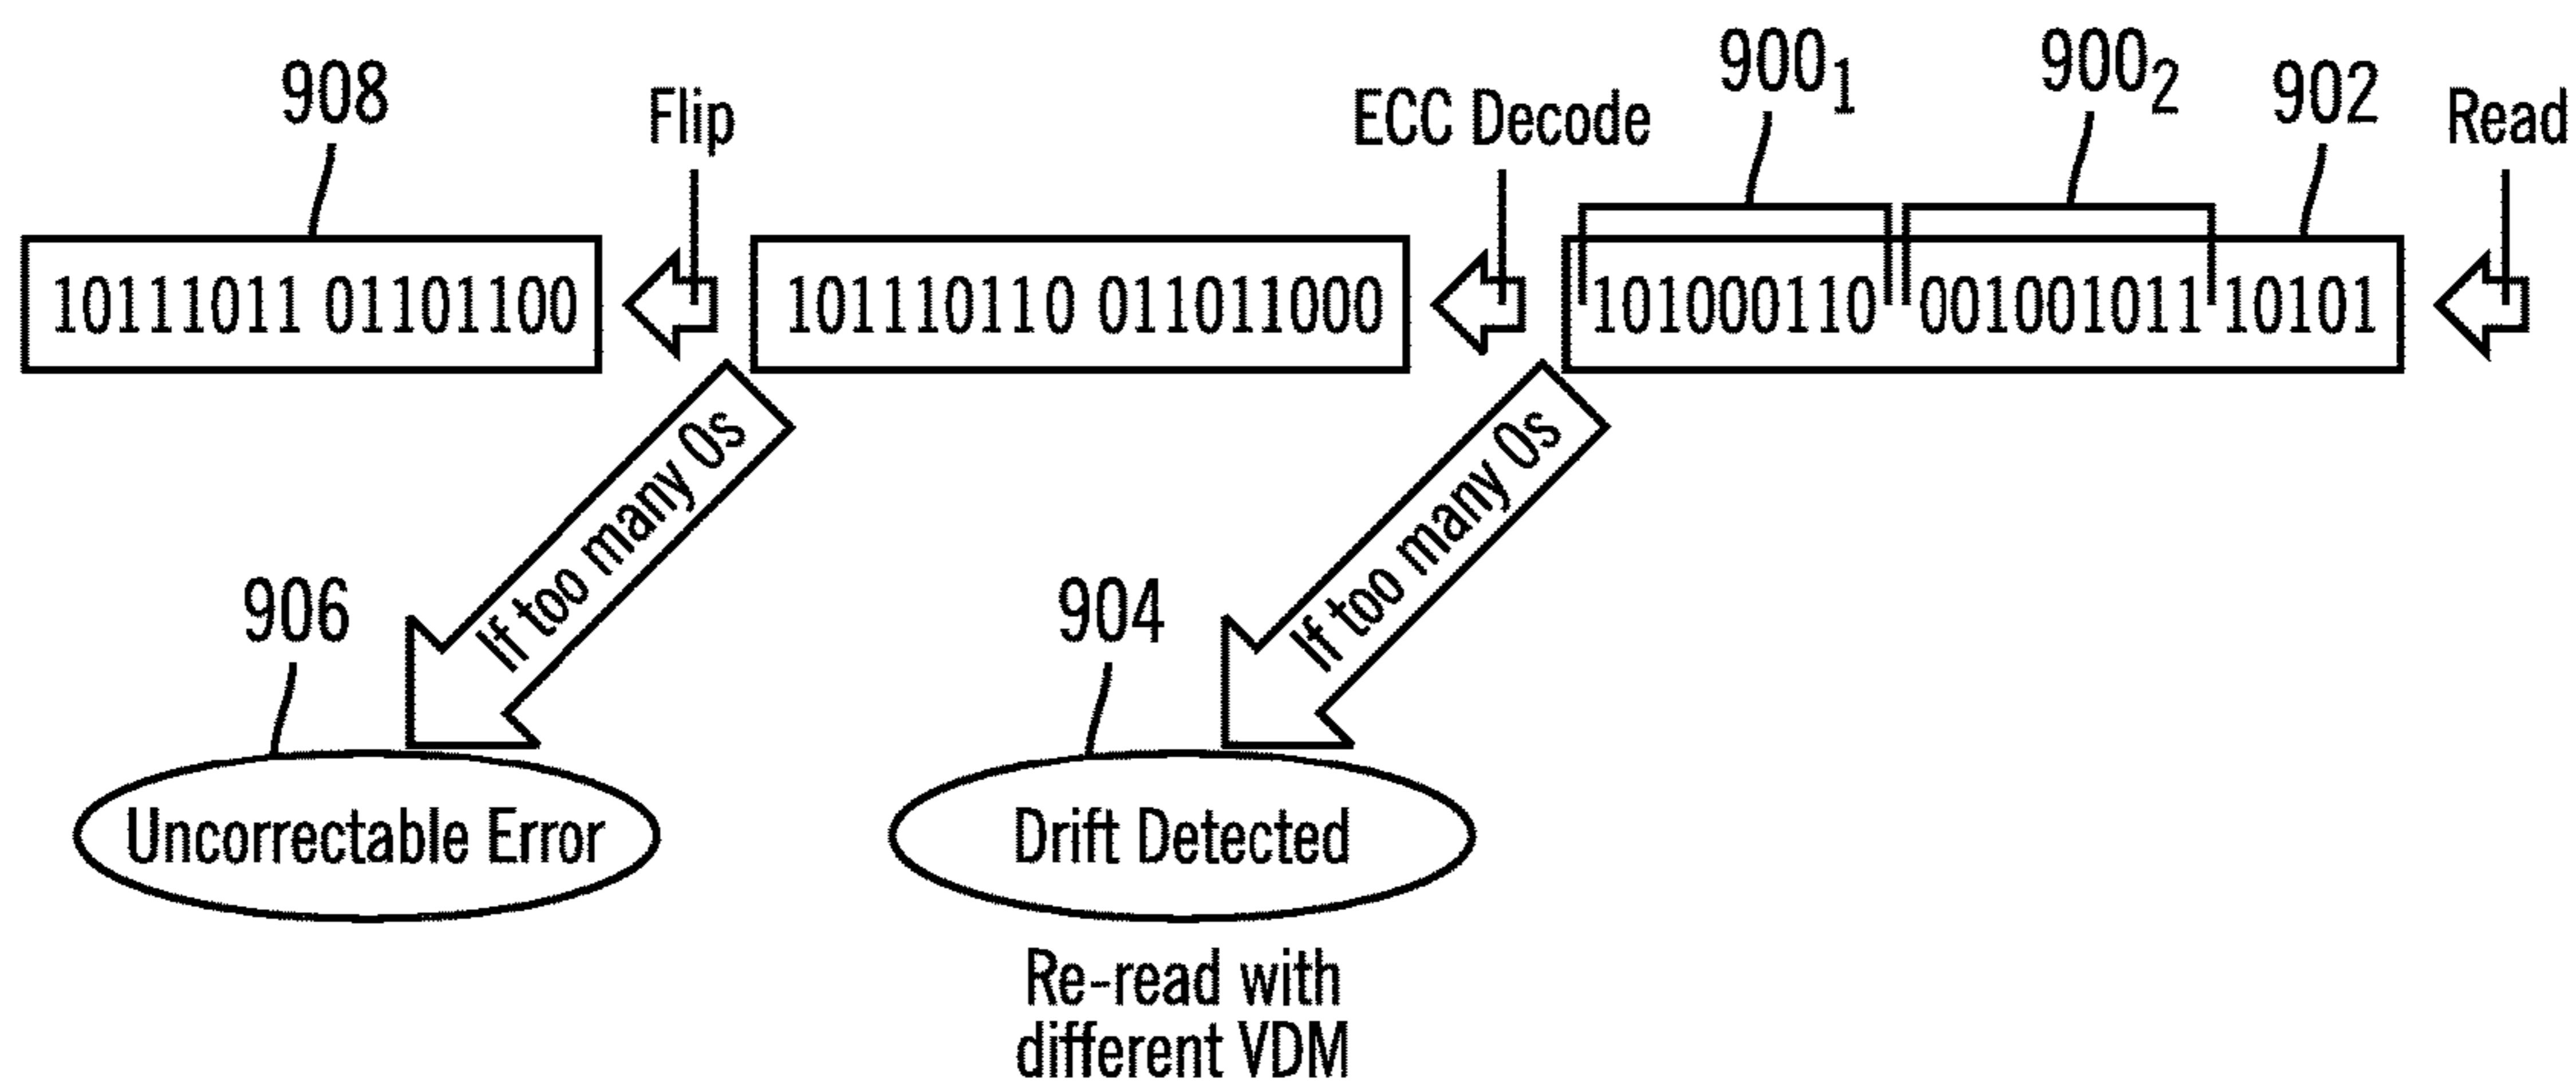 908 Flip ECC Decode 900₁ 900₂ 902 Read
10111011 01101100 101110110 011011000 101000110 001001011 10101
If too many 0s If too many 0s
906 904
Uncorrectable Error Drift Detected
Re-read with
different VDM